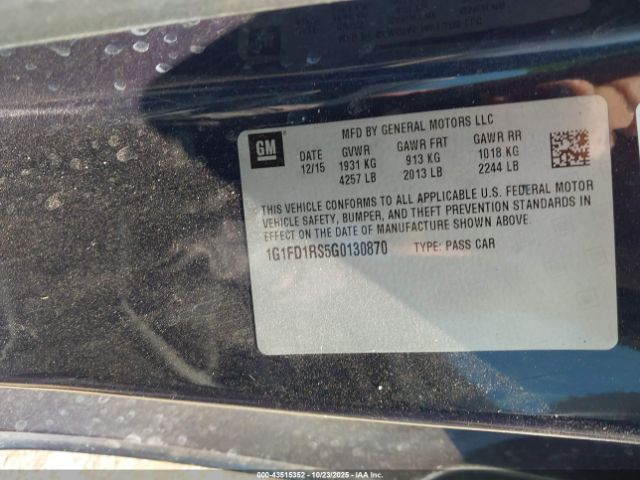 MFD BY GENERAL MOTORS LLC
GM DATE GVWR GAWR FRT GAWR RR
12/15 1931 KG 913 KG 1018 KG
4257 LB 2013 LB 2244 LB
THIS VEHICLE CONFORMS TO ALL APPLICABLE U.S. FEDERAL MOTOR
VEHICLE SAFETY, BUMPER, AND THEFT PREVENTION STANDARDS IN
EFFECT ON THE DATE OF MANUFACTURE SHOWN ABOVE.
1G1FD1RS5G0130870 TYPE: PASS CAR
000-43515352 - 10/23/2025 - Copyright © IAA